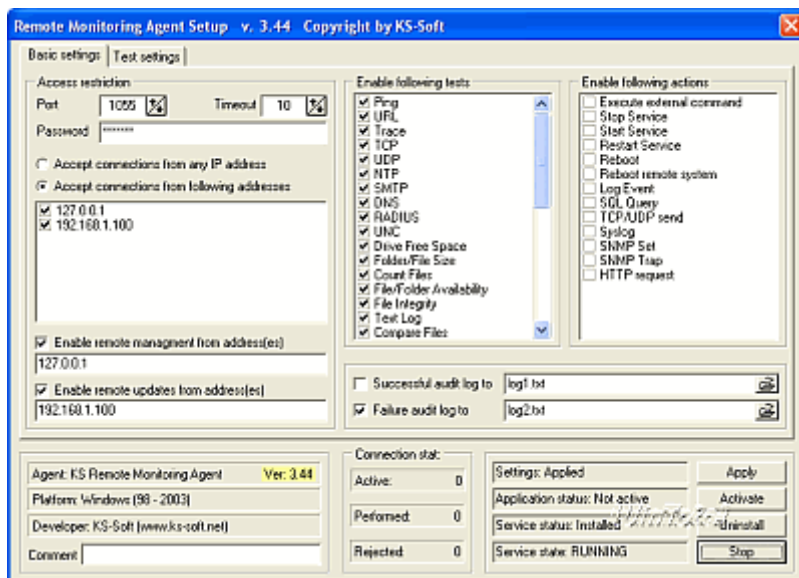 Remote Monitoring Agent Setup v. 3.44 Copyright by KS-Soft
Basic settings
Test settings
Access restriction
Port 1055 Timeout 10
Password *******
Accept connections from any IP address
Accept connections from following addresses
127.0.0.1
192.168.1.100
Enable remote managment from address(es)
127.0.0.1
Enable remote updates from address(es)
192.168.1.100
Enable following tests
Ping
URL
Trace
TCP
UDP
NTP
SMTP
DNS
RADIUS
UNC
Drive Free Space
Folder/File Size
Count Files
File/Folder Availability
File Integrity
Text Log
Compare Files
Enable following actions
Execute external command
Stop Service
Start Service
Restart Service
Reboot
Reboot remote system
Log Event
SQL Query
TCP/UDP send
Syslog
SNMP Set
SNMP Trap
HTTP request
Successful audit log to log1.txt
Failure audit log to log2.txt
Agent: KS Remote Monitoring Agent Ver: 3.44
Platform: Windows (98 - 2003)
Developer: KS-Soft (www.ks-soft.net)
Comment
Connection stat:
Active: 0
Performed: 0
Rejected: 0
Settings: Applied
Application status: Not active
Service status: Installed
Service state: RUNNING
Apply
Activate
Uninstall
Stop